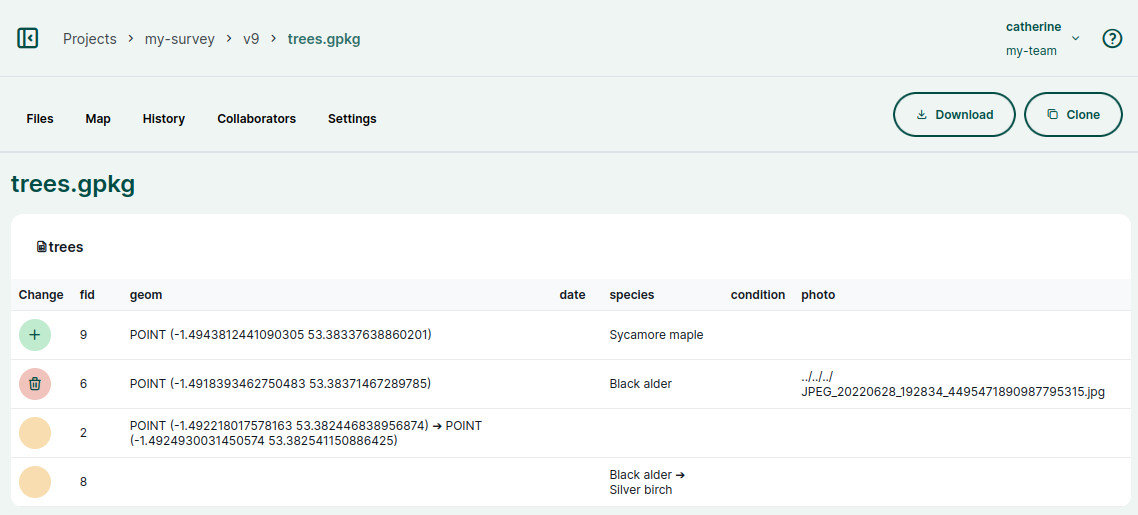 Projects > my-survey > v9 > trees.gpkg
catherine
my-team
Files Map History Collaborators Settings
Download Clone
trees.gpkg
trees
Change fid geom date species condition photo
9 POINT (-1.4943812441090305 53.38337638860201) Sycamore maple
6 POINT (-1.4918393462750483 53.38371467289785) Black alder ../../../
JPEG_20220628_192834_4495471890987795315.jpg
2 POINT (-1.492218017578163 53.382446838956874) ➔ POINT
(-1.4924930031450574 53.382541150886425)
8 Black alder ➔
Silver birch